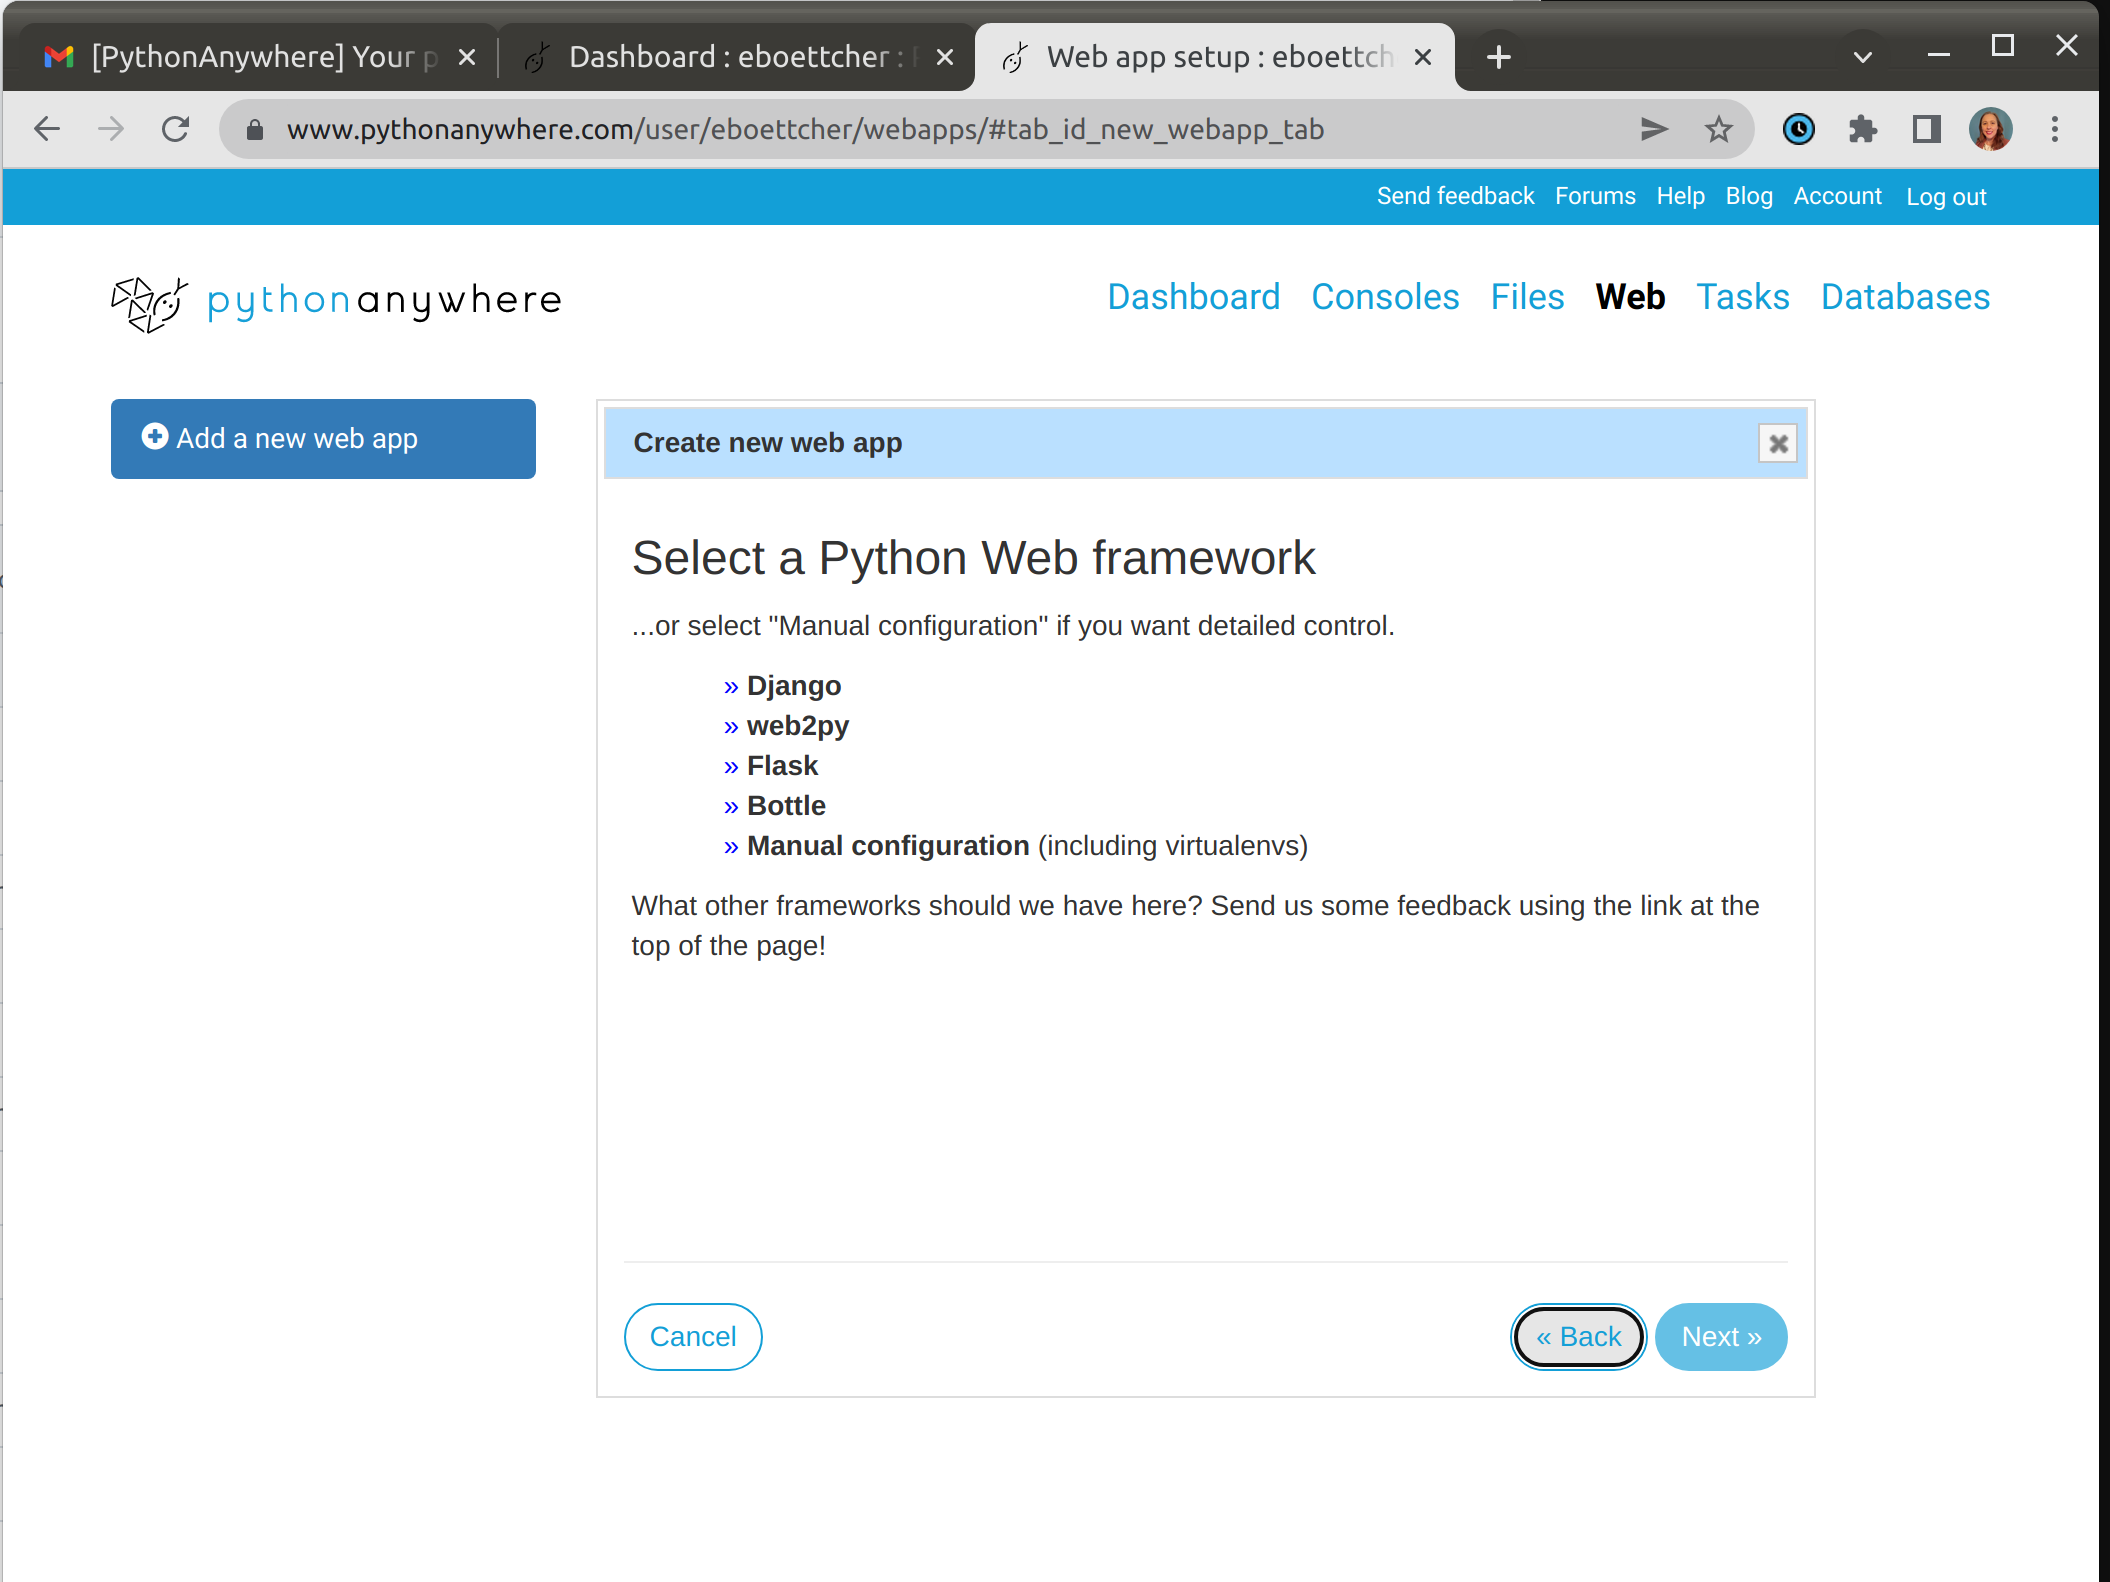 [PythonAnywhere] Your p
Dashboard : eboettcher :
Web app setup : eboettch
www.pythonanywhere.com/user/eboettcher/webapps/#tab_id_new_webapp_tab
Send feedback Forums Help Blog Account Log out
pythonanywhere
Dashboard Consoles Files Web Tasks Databases
Add a new web app
Create new web app
Select a Python Web framework
...or select "Manual configuration" if you want detailed control.
» Django
» web2py
» Flask
» Bottle
» Manual configuration (including virtualenvs)
What other frameworks should we have here? Send us some feedback using the link at the
top of the page!
Cancel
« Back
Next »